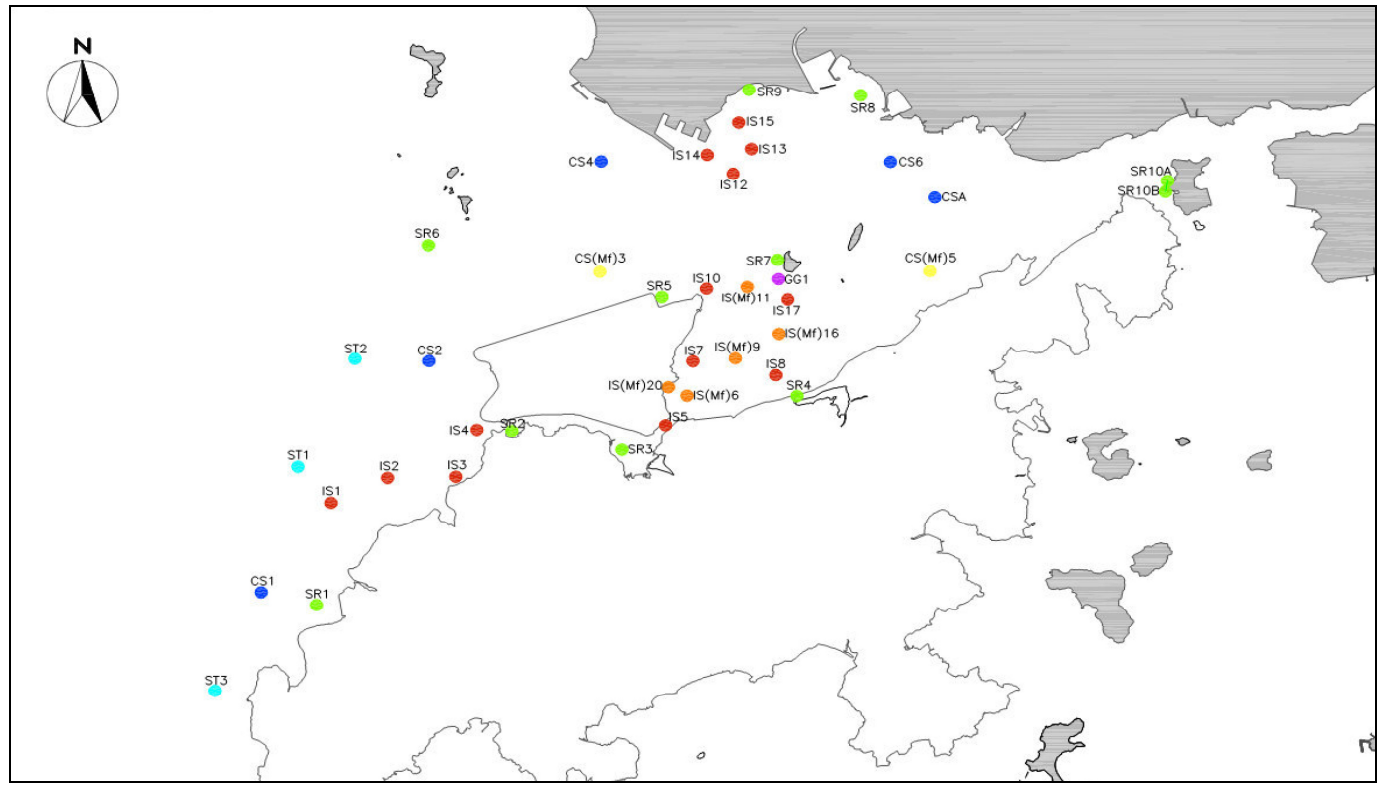 N
SR9
SR8
IS15
IS14
IS13
CS4
CS6
IS12
SR10A
SR10B
CSA
SR6
CS(Mf)3
SR7
CS(Mf)5
IS10
GG1
SR5
IS(Mf)11
IS17
IS(Mf)16
ST2
CS2
IS(Mf)9
IS7
IS8
IS(Mf)20
SR4
IS(Mf)6
IS5
SR2
IS4
SR3
ST1
IS2
IS3
IS1
CS1
SR1
ST3